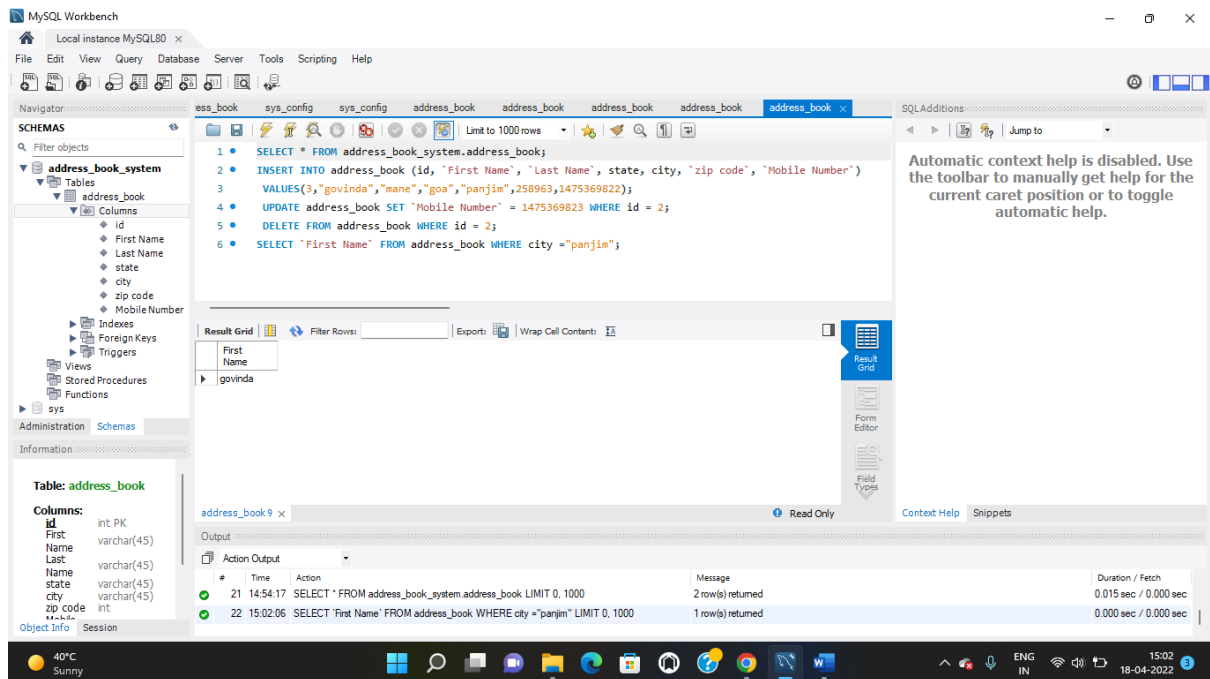 MySQL Workbench
Local instance MySQL80
File Edit View Query Database Server Tools Scripting Help
Navigator
SCHEMAS
Filter objects
address_book_system
Tables
address_book
Columns
id
First Name
Last Name
state
city
zip code
Mobile Number
Indexes
Foreign Keys
Triggers
Views
Stored Procedures
Functions
sys
Administration Schemas
Information
Table: address_book
Columns:
id int PK
First Name varchar(45)
Last Name varchar(45)
state varchar(45)
city varchar(45)
zip code int
Object Info Session
ess_book sys_config sys_config address_book address_book address_book address_book address_book
Limit to 1000 rows
1 SELECT * FROM address_book_system.address_book;
2 INSERT INTO address_book (id, `First Name`, `Last Name`, state, city, `zip code`, `Mobile Number`)
3 VALUES(3,"govinda","mane","goa","panjim",258963,1475369822);
4 UPDATE address_book SET `Mobile Number` = 1475369823 WHERE id = 2;
5 DELETE FROM address_book WHERE id = 2;
6 SELECT `First Name` FROM address_book WHERE city ="panjim";
Result Grid Filter Rows: Export: Wrap Cell Content:
First
Name
govinda
Result
Grid
Form
Editor
Field
Types
address_book 9 Read Only
SQLAdditions
Jump to
Automatic context help is disabled. Use
the toolbar to manually get help for the
current caret position or to toggle
automatic help.
Context Help Snippets
Output
Action Output
# Time Action Message Duration / Fetch
21 14:54:17 SELECT * FROM address_book_system.address_book LIMIT 0, 1000 2 row(s) returned 0.015 sec / 0.000 sec
22 15:02:06 SELECT `First Name` FROM address_book WHERE city ="panjim" LIMIT 0, 1000 1 row(s) returned 0.000 sec / 0.000 sec
40°C
Sunny
ENG
IN
15:02
18-04-2022
3